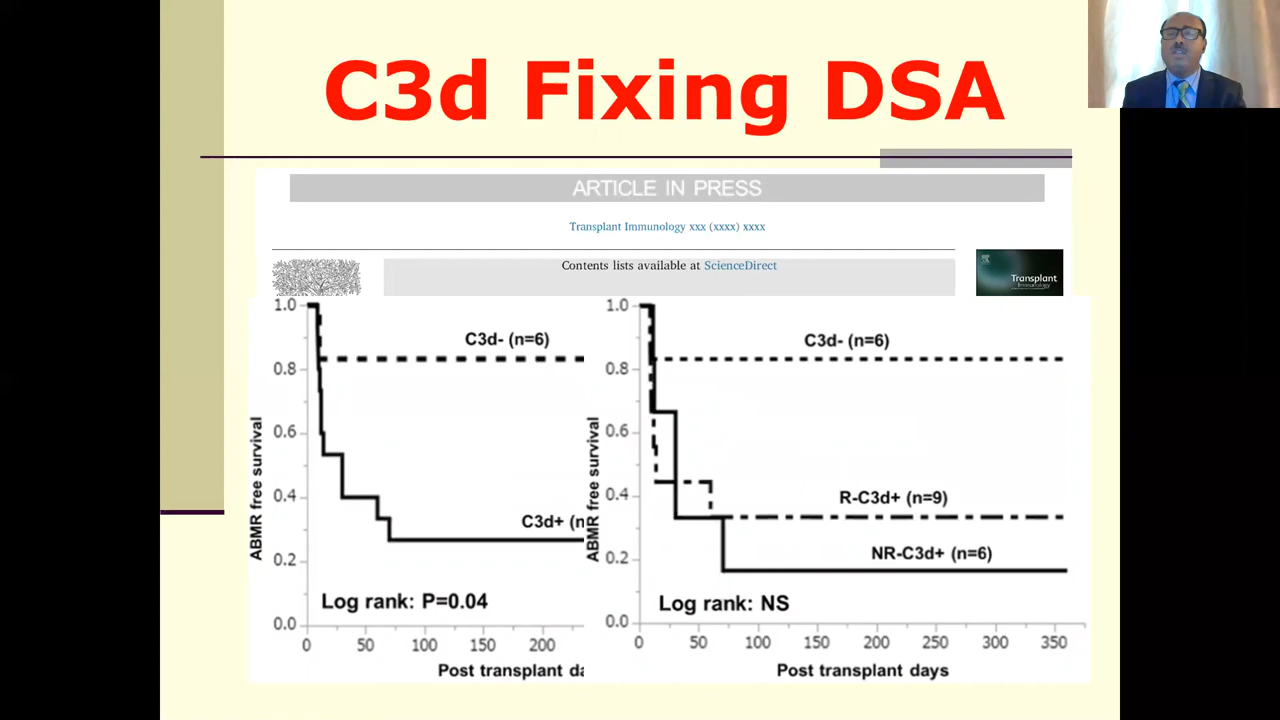 C3d Fixing DSA
ARTICLE IN PRESS
Transplant Immunology xxx (xxxx) xxxx
Contents lists available at ScienceDirect
Transplant
Immunology
1.0
0.8
0.6
0.4
0.2
0.0
ABMR free survival
C3d- (n=6)
C3d+ (n
Log rank: P=0.04
0 50 100 150 200
Post transplant da
1.0
0.8
0.6
0.4
0.2
0.0
ABMR free survival
C3d- (n=6)
R-C3d+ (n=9)
NR-C3d+ (n=6)
Log rank: NS
0 50 100 150 200 250 300 350
Post transplant days